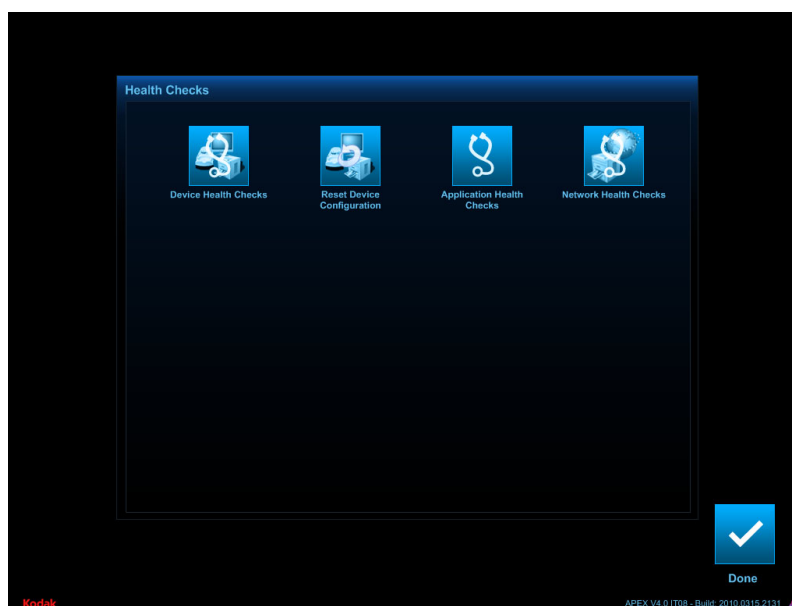 Health Checks
Device Health Checks
Reset Device
Configuration
Application Health
Checks
Network Health Checks
Done
Kodak
APEX V4.0 IT08 - Build: 2010.0315.2131